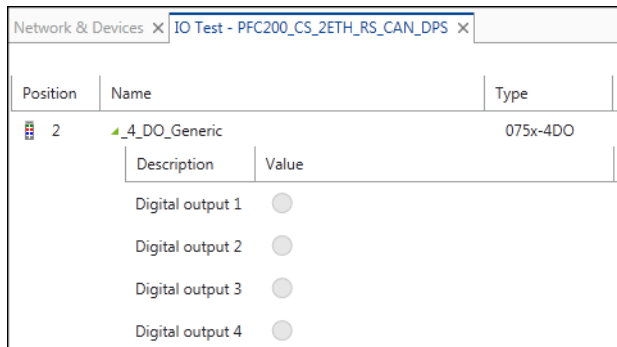 Network & Devices X IO Test - PFC200_CS_2ETH_RS_CAN_DPS X
Position Name Type
2 _4_DO_Generic 075x-4DO
Description Value
Digital output 1
Digital output 2
Digital output 3
Digital output 4